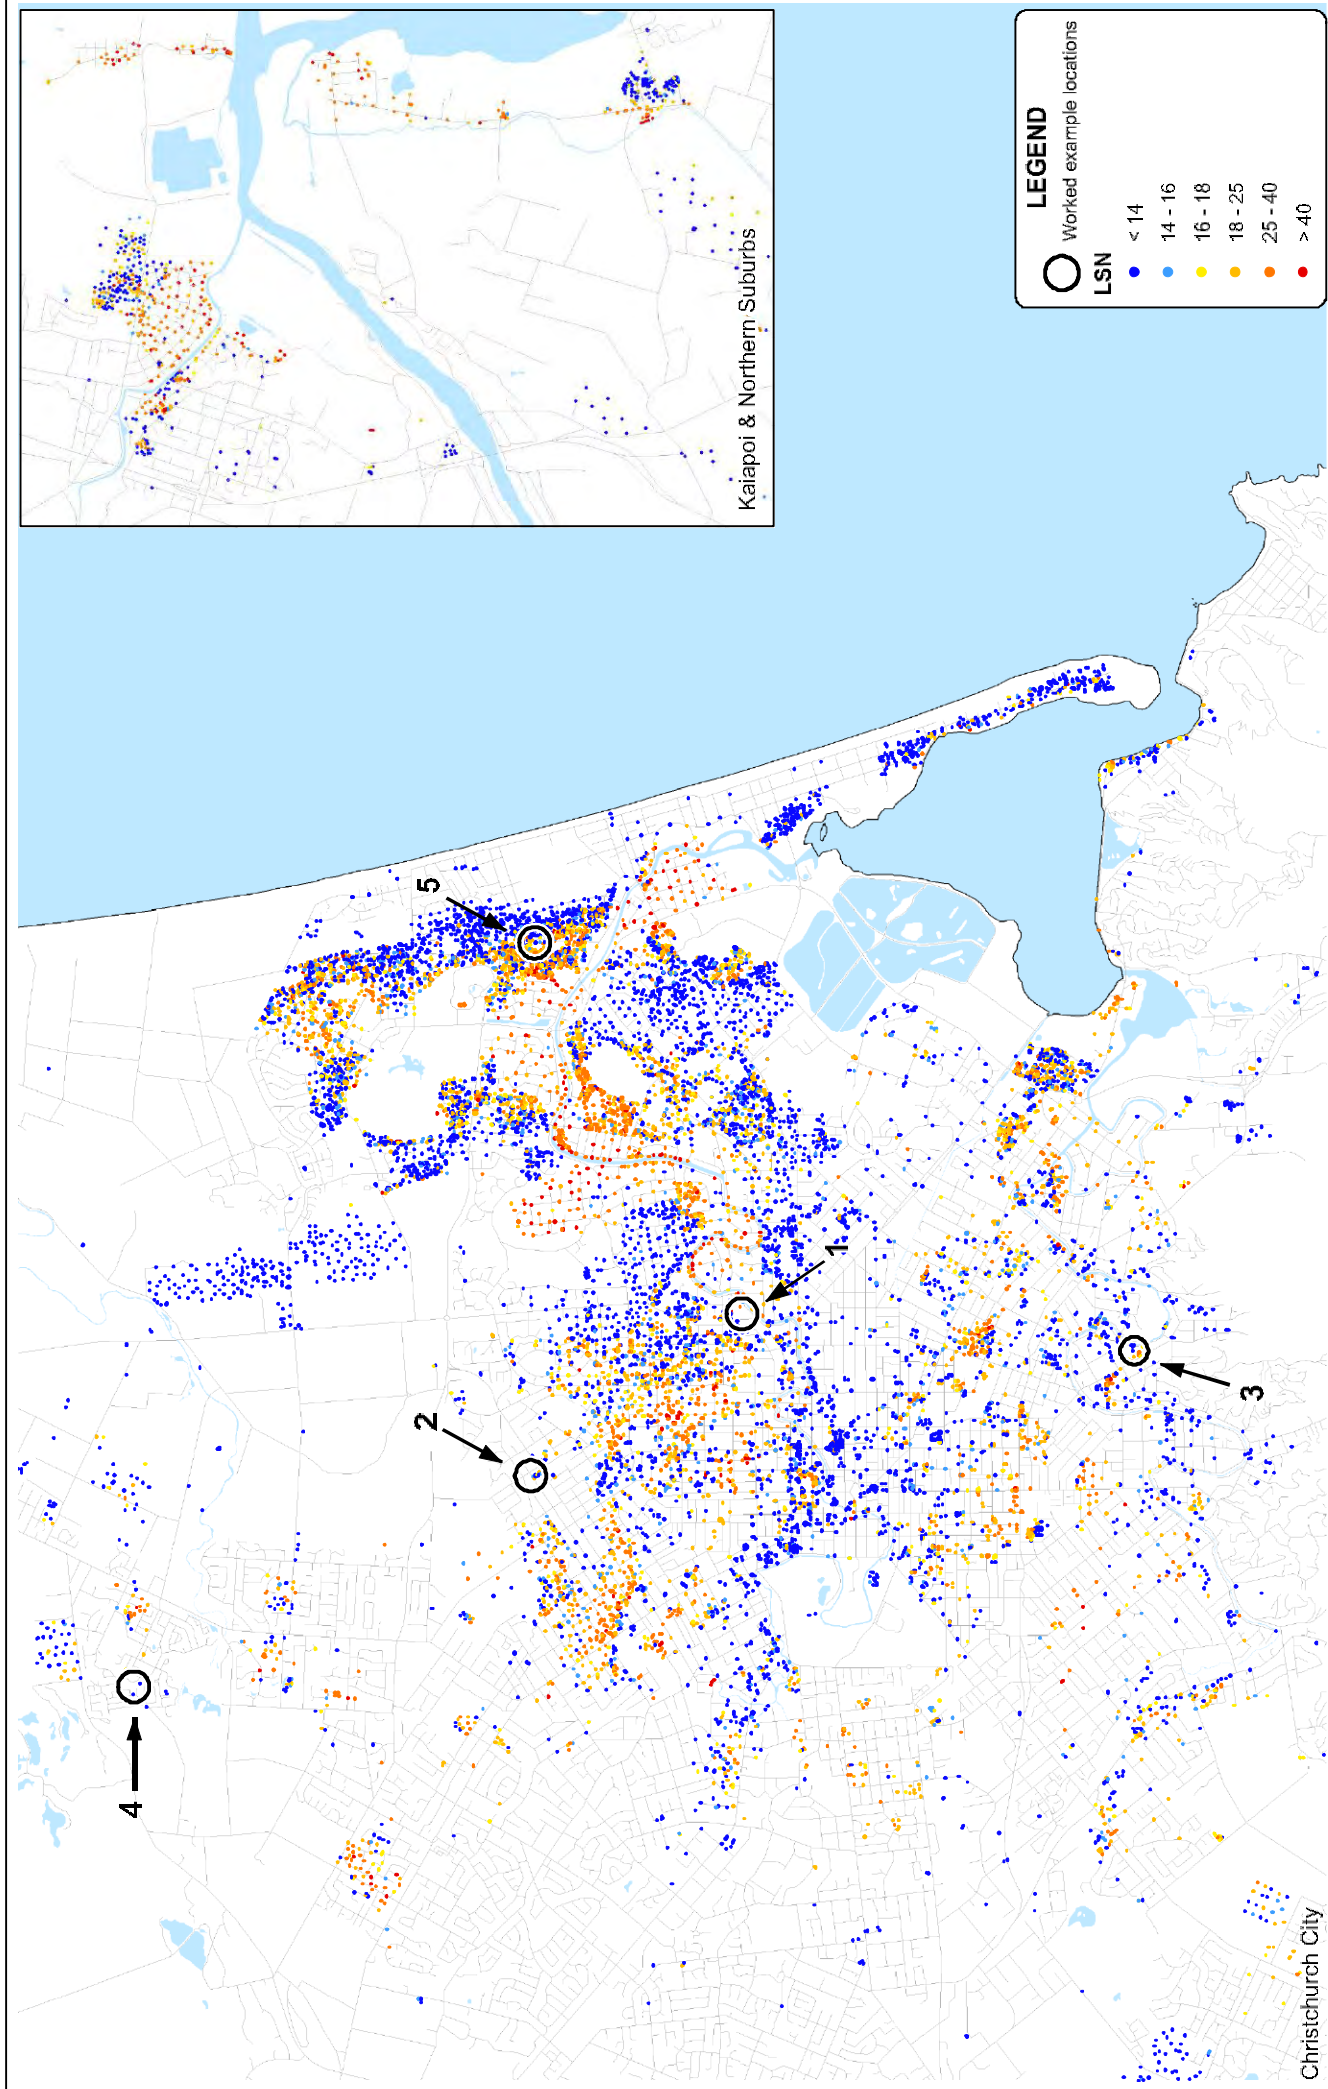 Kaiapoi & Northern Suburbs
LEGEND
Worked example locations
LSN
< 14
14 - 16
16 - 18
18 - 25
25 - 40
> 40
5
2
1
3
4
Christchurch City